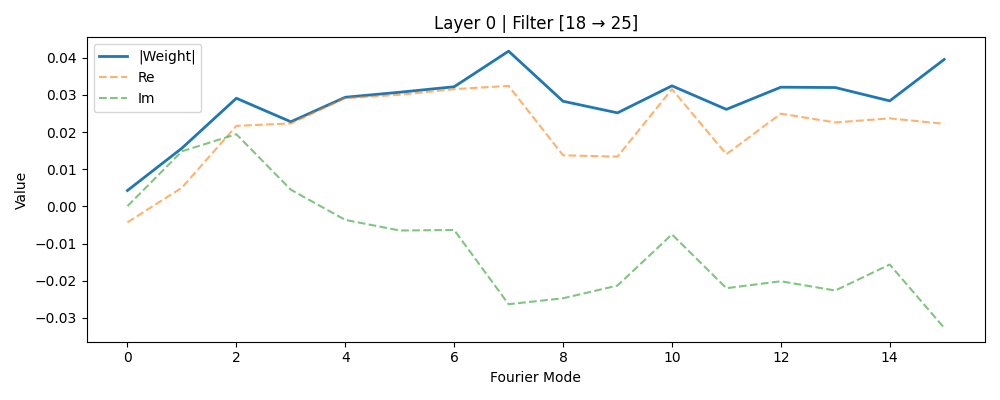 Layer 0 | Filter [18 → 25]
|Weight|
Re
Im
Value
0.04
0.03
0.02
0.01
0.00
−0.01
−0.02
−0.03
0 2 4 6 8 10 12 14
Fourier Mode